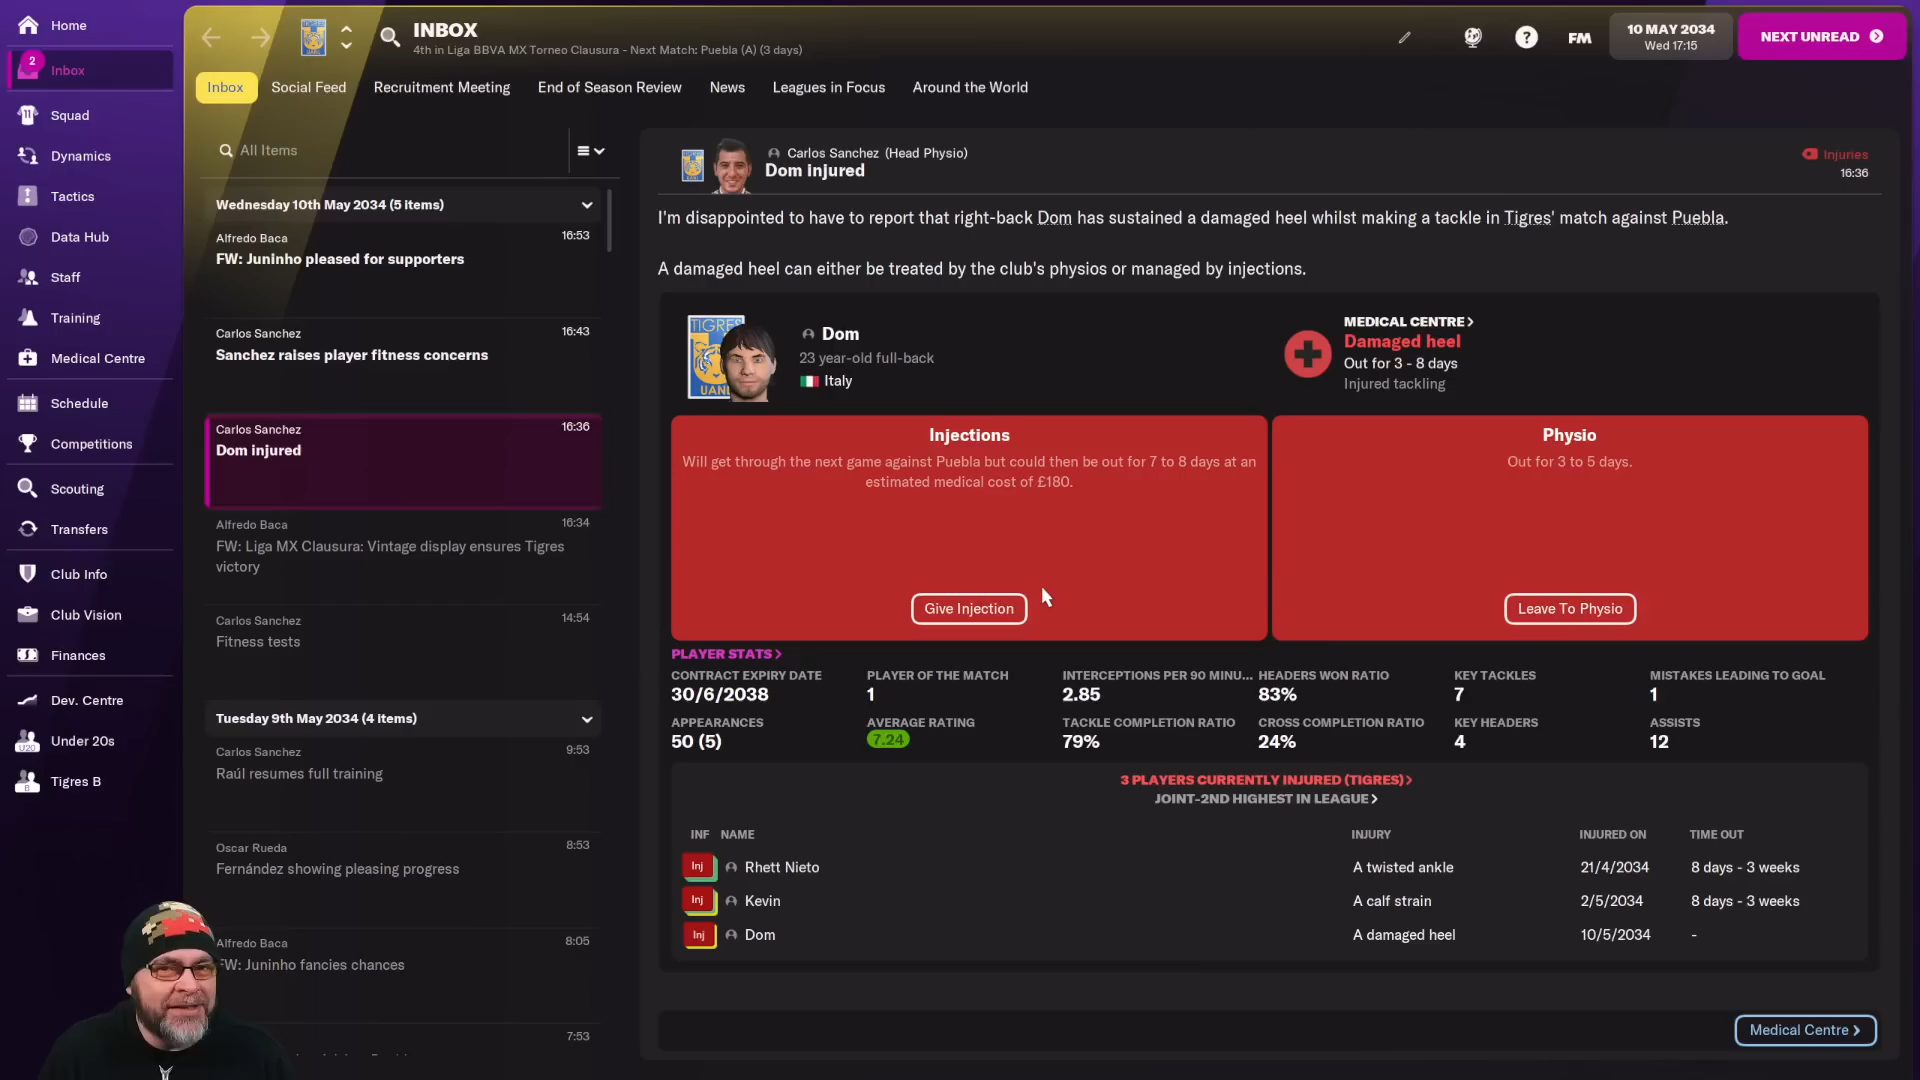 Home
2
Inbox
Squad
Dynamics
Tactics
Data Hub
Staff
Training
Medical Centre
Schedule
Competitions
Scouting
Transfers
Club Info
Club Vision
Finances
Dev. Centre
Under 20s
Tigres B
INBOX
4th in Liga BBVA MX Torneo Clausura - Next Match: Puebla (A) (3 days)
FM
10 MAY 2034
Wed 17:15
NEXT UNREAD
Inbox Social Feed Recruitment Meeting End of Season Review News Leagues in Focus Around the World
All Items
Wednesday 10th May 2034 (5 items)
Alfredo Baca 16:53
FW: Juninho pleased for supporters
Carlos Sanchez 16:43
Sanchez raises player fitness concerns
Carlos Sanchez 16:36
Dom injured
Alfredo Baca 16:34
FW: Liga MX Clausura: Vintage display ensures Tigres
victory
Carlos Sanchez 14:54
Fitness tests
Tuesday 9th May 2034 (4 items)
Carlos Sanchez 9:53
Raúl resumes full training
Oscar Rueda 8:53
Fernández showing pleasing progress
Alfredo Baca 8:05
FW: Juninho fancies chances
7:53
Carlos Sanchez (Head Physio)
Dom injured
Injuries
16:36
I'm disappointed to have to report that right-back Dom has sustained a damaged heel whilst making a tackle in Tigres' match against Puebla.
A damaged heel can either be treated by the club's physios or managed by injections.
TIGRES
UANL
Dom
23 year-old full-back
Italy
MEDICAL CENTRE
Damaged heel
Out for 3 - 8 days
Injured tackling
Injections
Will get through the next game against Puebla but could then be out for 7 to 8 days at an
estimated medical cost of £180.
Give Injection
Physio
Out for 3 to 5 days.
Leave To Physio
PLAYER STATS
CONTRACT EXPIRY DATE PLAYER OF THE MATCH INTERCEPTIONS PER 90 MINU... HEADERS WON RATIO KEY TACKLES MISTAKES LEADING TO GOAL
30/6/2038 1 2.85 83% 7 1
APPEARANCES AVERAGE RATING TACKLE COMPLETION RATIO CROSS COMPLETION RATIO KEY HEADERS ASSISTS
50 (5) 7.24 79% 24% 4 12
3 PLAYERS CURRENTLY INJURED (TIGRES)
JOINT-2ND HIGHEST IN LEAGUE
INF NAME INJURY INJURED ON TIME OUT
Inj Rhett Nieto A twisted ankle 21/4/2034 8 days - 3 weeks
Inj Kevin A calf strain 2/5/2034 8 days - 3 weeks
Inj Dom A damaged heel 10/5/2034 -
Medical Centre